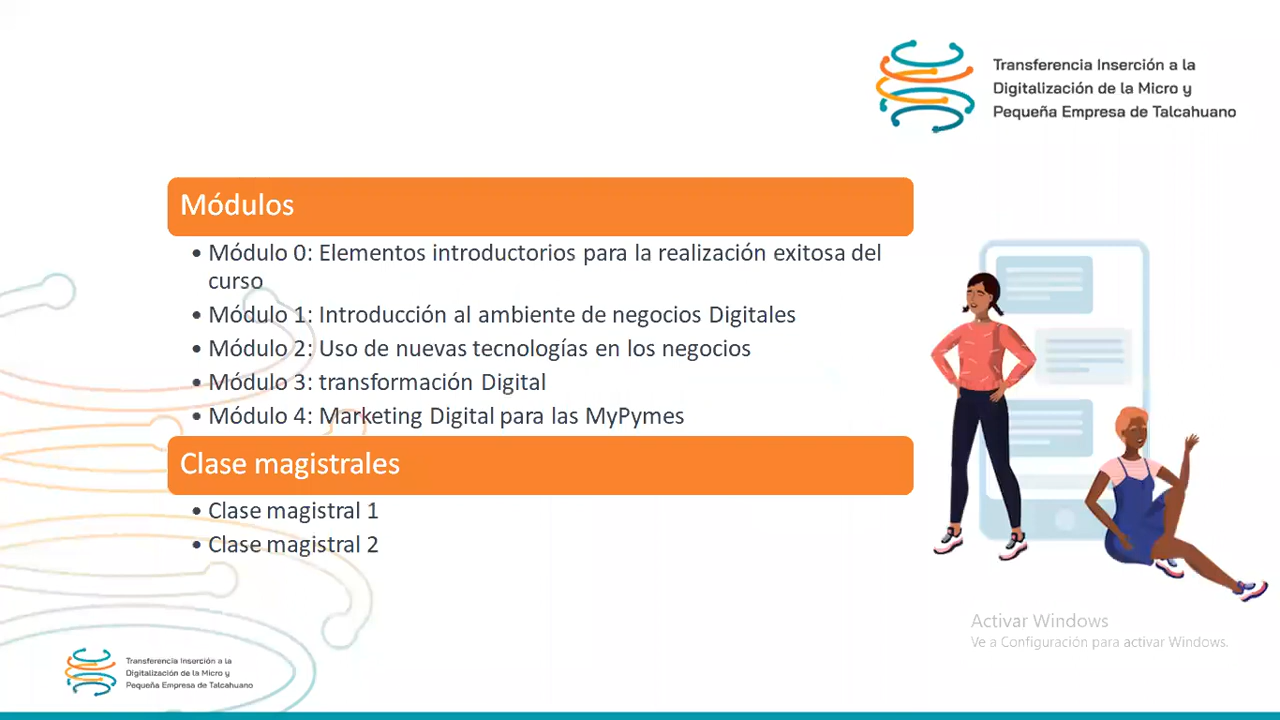 Transferencia Inserción a la
Digitalización de la Micro y
Pequeña Empresa de Talcahuano
Módulos
• Módulo 0: Elementos introductorios para la realización exitosa del
curso
• Módulo 1: Introducción al ambiente de negocios Digitales
• Módulo 2: Uso de nuevas tecnologías en los negocios
• Módulo 3: transformación Digital
• Módulo 4: Marketing Digital para las MyPymes
Clase magistrales
• Clase magistral 1
• Clase magistral 2
Activar Windows
Ve a Configuración para activar Windows.
Transferencia Inserción a la
Digitalización de la Micro y
Pequeña Empresa de Talcahuano